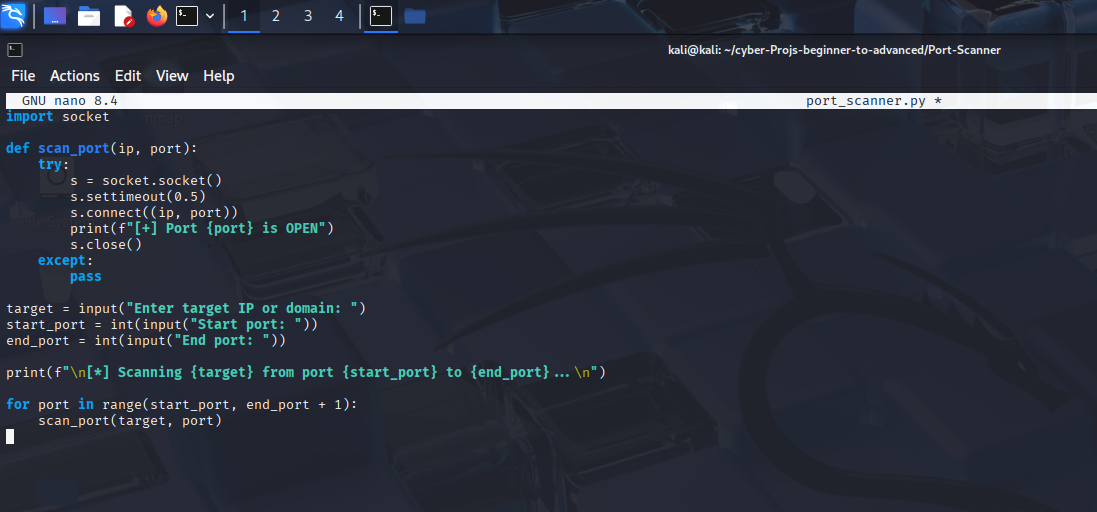 1 2 3 4
kali@kali: ~/cyber-Projs-beginner-to-advanced/Port-Scanner
File Actions Edit View Help
GNU nano 8.4 port_scanner.py *
import socket
def scan_port(ip, port):
    try:
        s = socket.socket()
        s.settimeout(0.5)
        s.connect((ip, port))
        print(f"[+] Port {port} is OPEN")
        s.close()
    except:
        pass
target = input("Enter target IP or domain: ")
start_port = int(input("Start port: "))
end_port = int(input("End port: "))
print(f"\n[*] Scanning {target} from port {start_port} to {end_port}...\n")
for port in range(start_port, end_port + 1):
    scan_port(target, port)